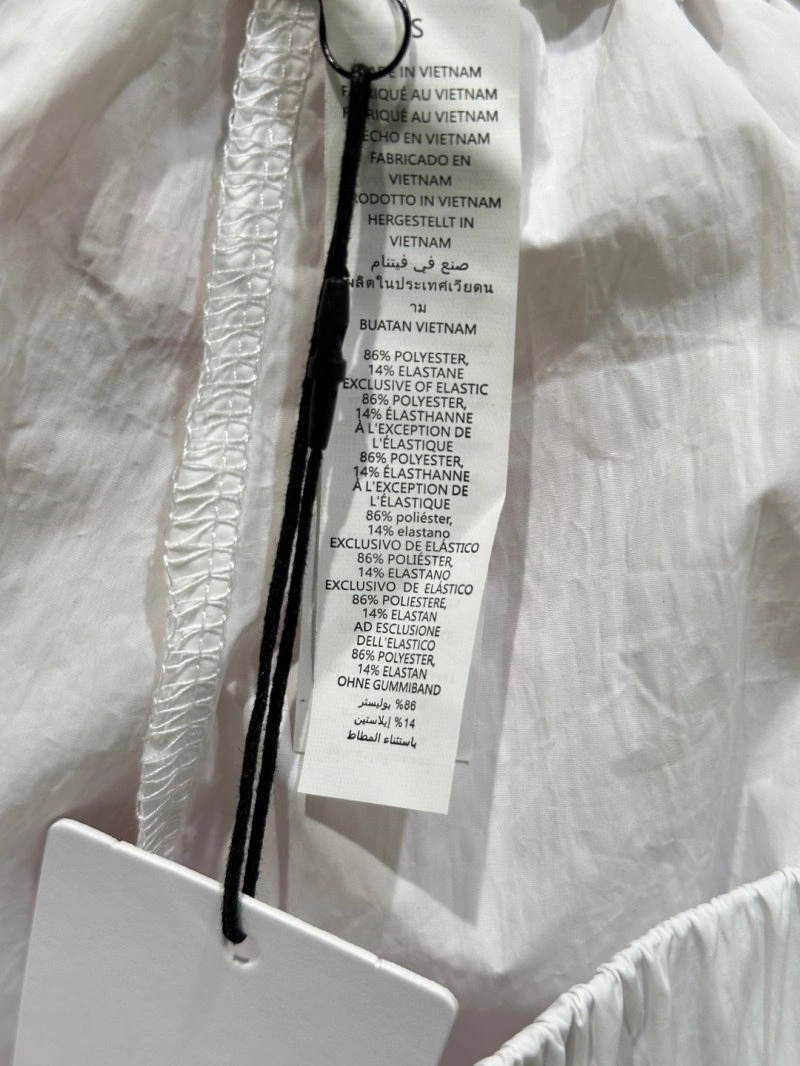 S
MADE IN VIETNAM
FABRIQUÉ AU VIETNAM
FABRIQUÉ AU VIETNAM
HECHO EN VIETNAM
FABRICADO EN
VIETNAM
PRODOTTO IN VIETNAM
HERGESTELLT IN
VIETNAM
صنع في فيتنام
ผลิตในประเทศเวียดน
าม
BUATAN VIETNAM
86% POLYESTER,
14% ELASTANE
EXCLUSIVE OF ELASTIC
86% POLYESTER,
14% ÉLASTHANNE
À L'EXCEPTION DE
L'ÉLASTIQUE
86% POLYESTER,
14% ÉLASTHANNE
À L'EXCEPTION DE
L'ÉLASTIQUE
86% poliéster,
14% elastano
EXCLUSIVO DE ELÁSTICO
86% POLIÉSTER,
14% ELASTANO
EXCLUSIVO DE ELÁSTICO
86% POLIESTERE,
14% ELASTAN
AD ESCLUSIONE
DELL'ELASTICO
86% POLYESTER,
14% ELASTAN
OHNE GUMMIBAND
86% بوليستر
14% إيلاستين
باستثناء المطاط